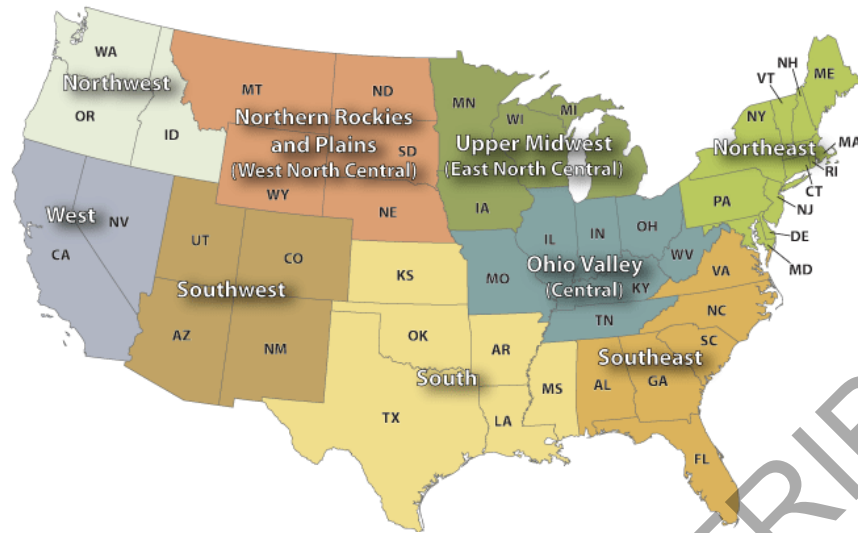 WA
Northwest
OR
ID
MT
ND
Northern Rockies
and Plains
(West North Central)
SD
WY
NE
MN
WI
MI
Upper Midwest
(East North Central)
IA
VT
NH
ME
NY
MA
Northeast
RI
CT
PA
NJ
DE
MD
West
NV
CA
UT
CO
Southwest
AZ
NM
KS
OK
AR
South
MS
TX
LA
IL
IN
OH
WV
MO
Ohio Valley
(Central)
KY
TN
VA
NC
SC
Southeast
AL
GA
FL